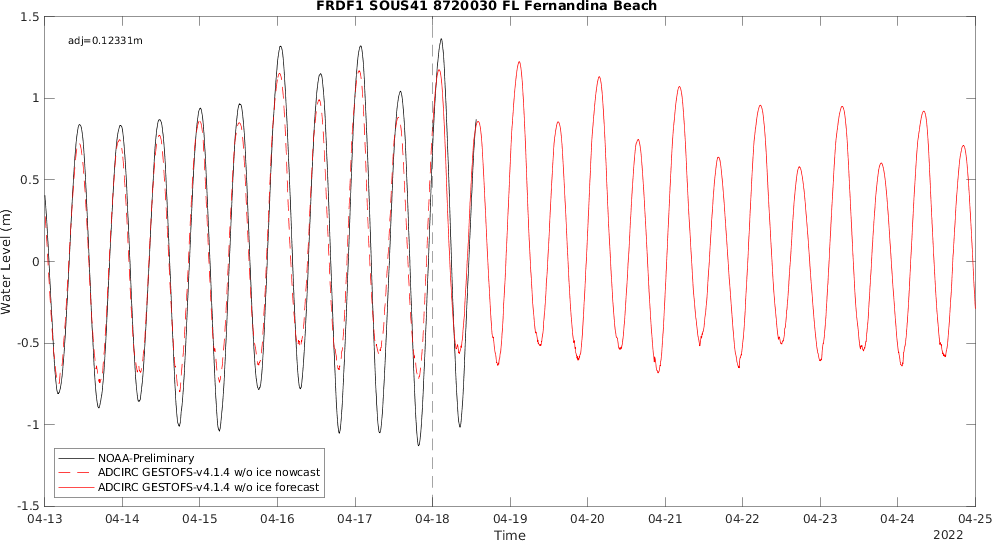 FRDF1 SOUS41 8720030 FL Fernandina Beach
adj=0.12331m
1.5
1
0.5
0
-0.5
-1
-1.5
Water Level (m)
NOAA-Preliminary
ADCIRC GESTOFS-v4.1.4 w/o ice nowcast
ADCIRC GESTOFS-v4.1.4 w/o ice forecast
04-13 04-14 04-15 04-16 04-17 04-18 04-19 04-20 04-21 04-22 04-23 04-24 04-25
Time
2022